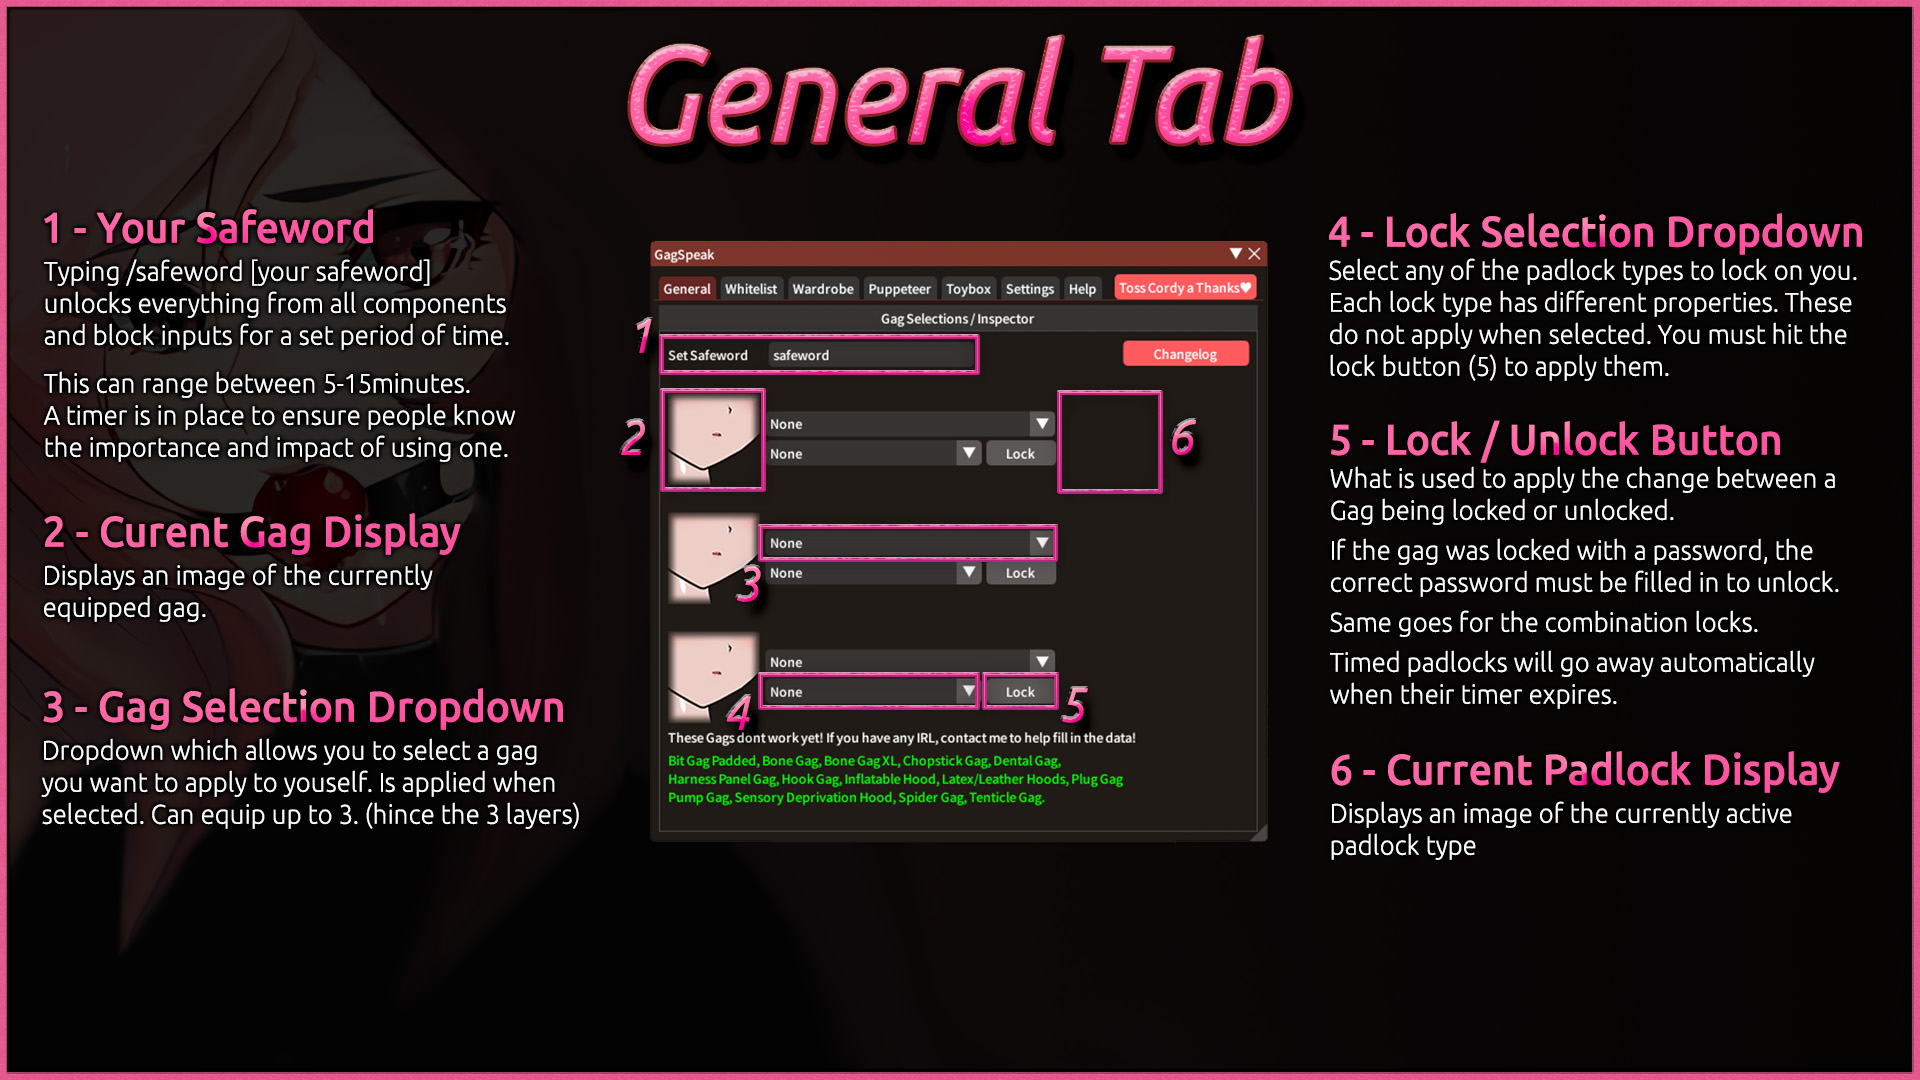 General Tab
1 - Your Safeword
Typing /safeword [your safeword]
unlocks everything from all components
and block inputs for a set period of time.
This can range between 5-15minutes.
A timer is in place to ensure people know
the importance and impact of using one.
2 - Curent Gag Display
Displays an image of the currently
equipped gag.
3 - Gag Selection Dropdown
Dropdown which allows you to select a gag
you want to apply to youself. Is applied when
selected. Can equip up to 3. (hince the 3 layers)
GagSpeak
General Whitelist Wardrobe Puppeteer Toybox Settings Help Toss Cordy a Thanks♥
Gag Selections / Inspector
1
Set Safeword safeword
Changelog
2
None
None Lock
6
None
None Lock
3
None
None Lock
4
5
These Gags dont work yet! If you have any IRL, contact me to help fill in the data!
Bit Gag Padded, Bone Gag, Bone Gag XL, Chopstick Gag, Dental Gag,
Harness Panel Gag, Hook Gag, Inflatable Hood, Latex/Leather Hoods, Plug Gag
Pump Gag, Sensory Deprivation Hood, Spider Gag, Tenticle Gag.
4 - Lock Selection Dropdown
Select any of the padlock types to lock on you.
Each lock type has different properties. These
do not apply when selected. You must hit the
lock button (5) to apply them.
5 - Lock / Unlock Button
What is used to apply the change between a
Gag being locked or unlocked.
If the gag was locked with a password, the
correct password must be filled in to unlock.
Same goes for the combination locks.
Timed padlocks will go away automatically
when their timer expires.
6 - Current Padlock Display
Displays an image of the currently active
padlock type